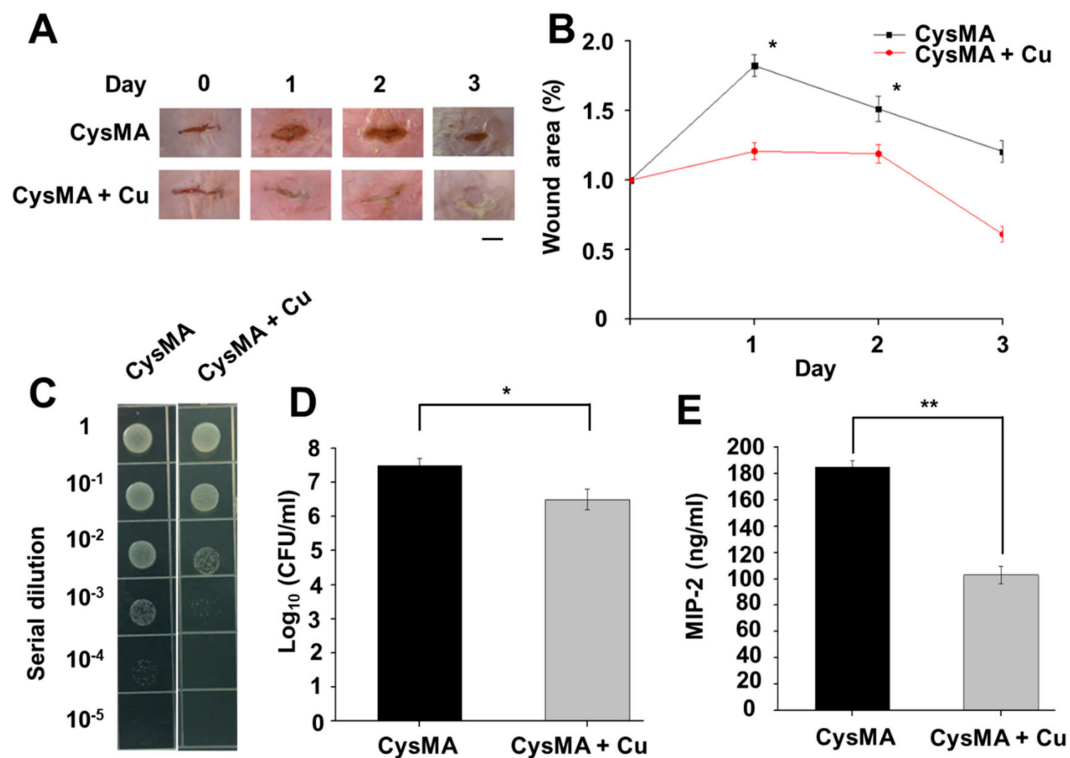 A
Day 0 1 2 3
CysMA
CysMA + Cu
B
CysMA
CysMA + Cu
Wound area (%)
2.0
1.5
1.0
0.5
0
1 2 3
Day
*
*
C
CysMA
CysMA + Cu
Serial dilution
1
10-1
10-2
10-3
10-4
10-5
D
*
Log10 (CFU/ml)
8
7
6
5
4
3
2
1
0
CysMA CysMA + Cu
E
**
MIP-2 (ng/ml)
200
180
160
140
120
100
80
60
40
20
0
CysMA CysMA + Cu